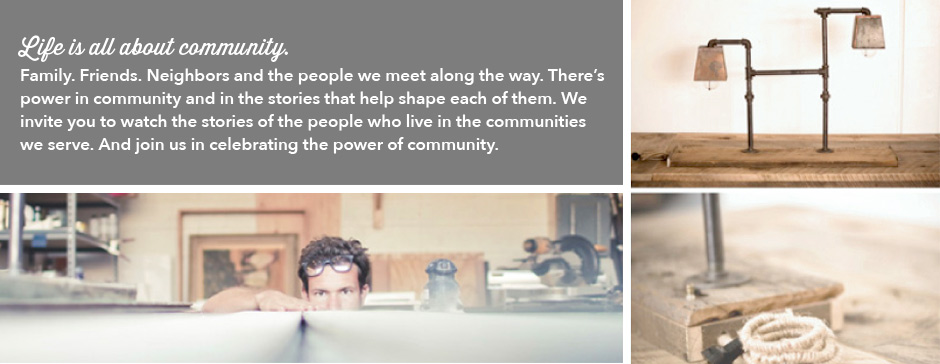 Life is all about community.
Family. Friends. Neighbors and the people we meet along the way. There's
power in community and in the stories that help shape each of them. We
invite you to watch the stories of the people who live in the communities
we serve. And join us in celebrating the power of community.